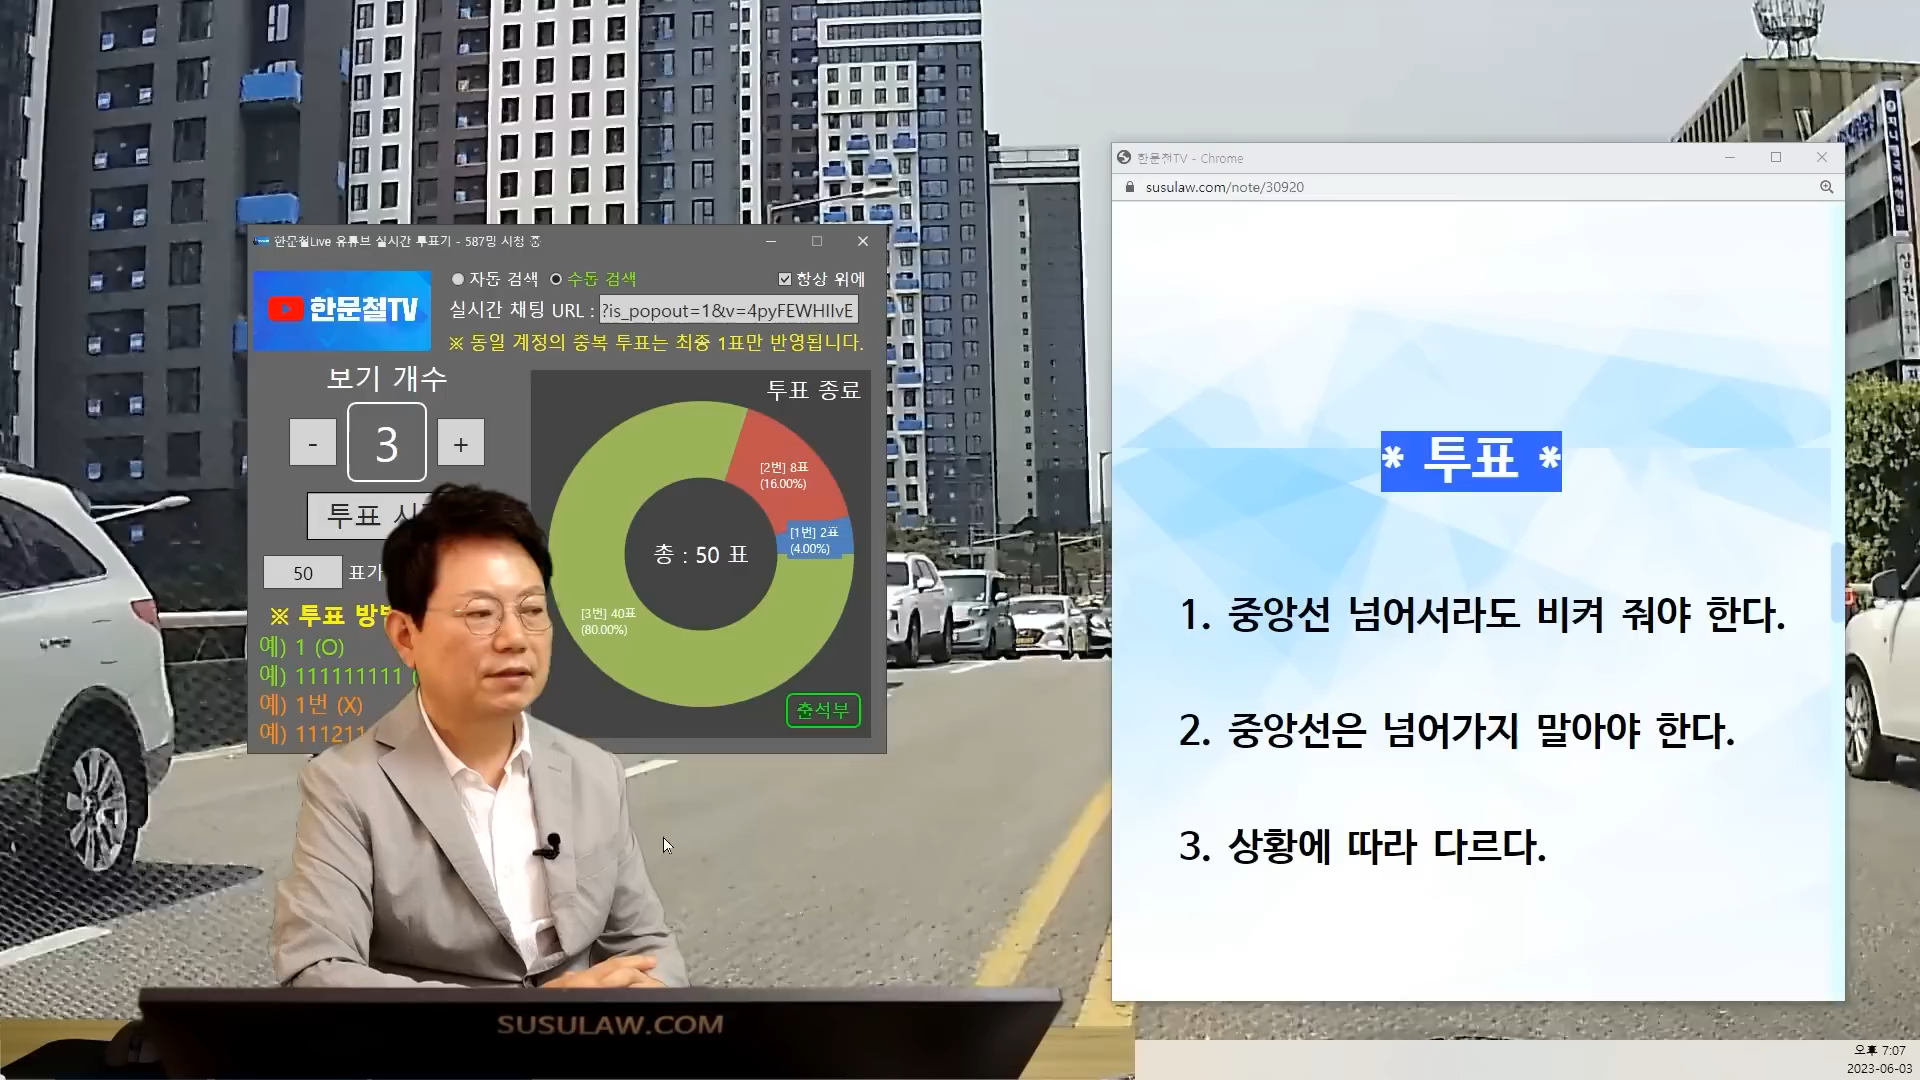 한문철Live 유튜브 실시간 투표기 - 587명 시청 중
한문철TV
자동 검색 수동 검색 항상 위에
실시간 채팅 URL : ?is_popout=1&v=4pyFEWHIIvE
※ 동일 계정의 중복 투표는 최종 1표만 반영됩니다.
보기 개수
- 3 +
투표 시
50 표가
※ 투표 방법
예) 1 (O)
예) 111111111 (
예) 1번 (X)
예) 111211
투표 종료
[2번] 8표
(16.00%)
[1번] 2표
(4.00%)
총 : 50 표
[3번] 40표
(80.00%)
출석부
SUSULAW.COM
한문철TV - Chrome
susulaw.com/note/30920
* 투표 *
1. 중앙선 넘어서라도 비켜 줘야 한다.
2. 중앙선은 넘어가지 말아야 한다.
3. 상황에 따라 다르다.
오후 7:07
2023-06-03